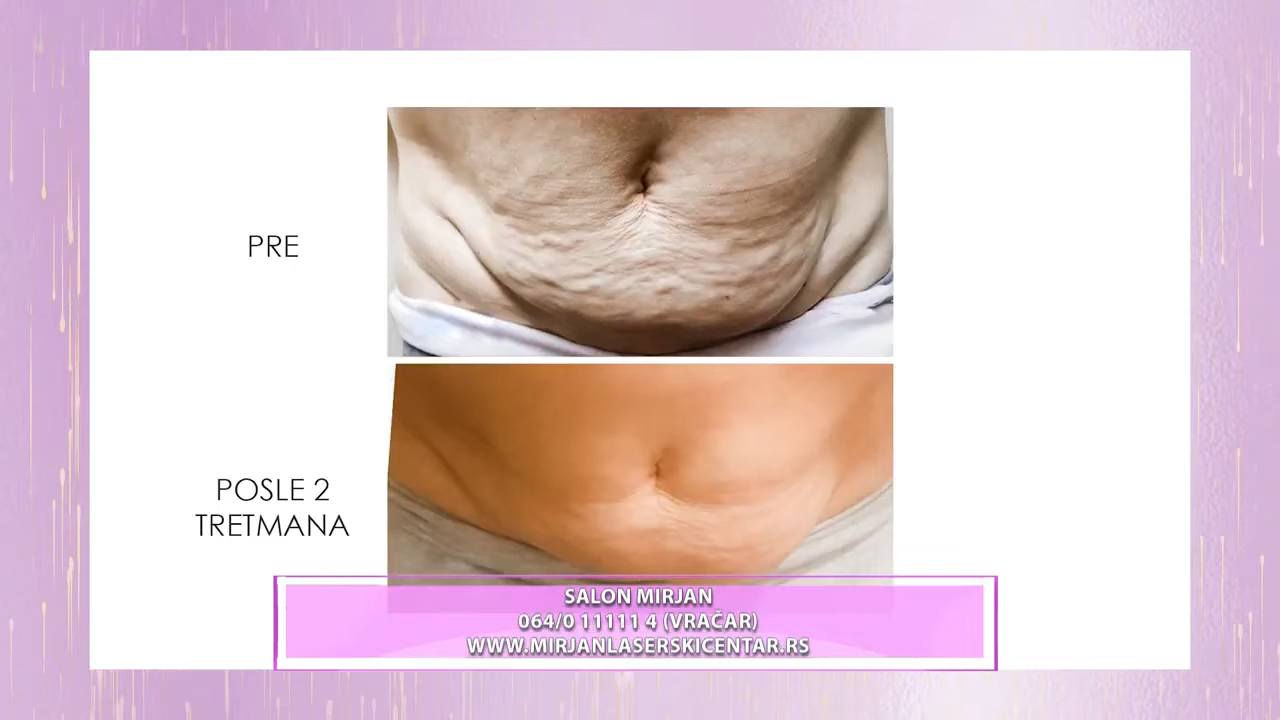 PRE
POSLE 2
TRETMANA
SALON MIRJAN
064/0 11111 4 (VRAČAR)
WWW.MIRJANLASERSKICENTAR.RS